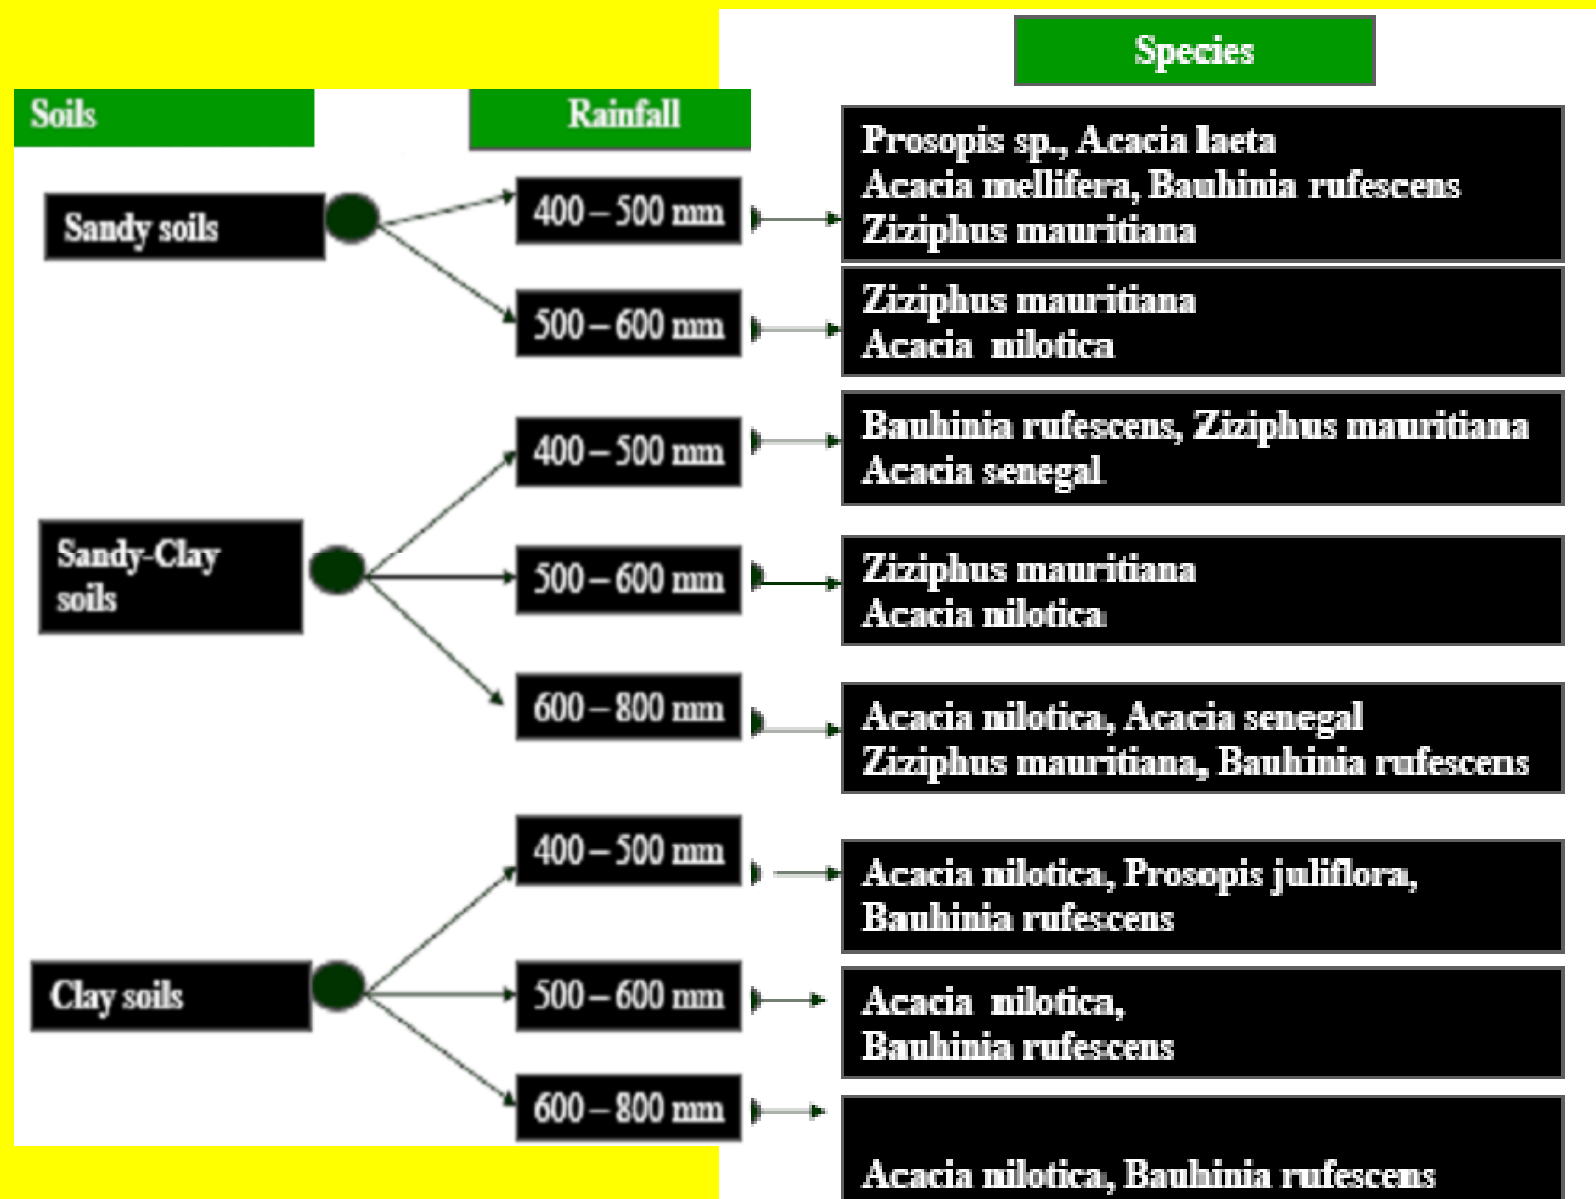 Species
Soils
Rainfall
Sandy soils
400 – 500 mm
Prosopis sp., Acacia laeta
Acacia mellifera, Bauhinia rufescens
Ziziphus mauritiana
500 – 600 mm
Ziziphus mauritiana
Acacia nilotica
Sandy-Clay
soils
400 – 500 mm
Bauhinia rufescens, Ziziphus mauritiana
Acacia senegal
500 – 600 mm
Ziziphus mauritiana
Acacia nilotica
600 – 800 mm
Acacia nilotica, Acacia senegal
Ziziphus mauritiana, Bauhinia rufescens
Clay soils
400 – 500 mm
Acacia nilotica, Prosopis juliflora,
Bauhinia rufescens
500 – 600 mm
Acacia nilotica,
Bauhinia rufescens
600 – 800 mm
Acacia nilotica, Bauhinia rufescens